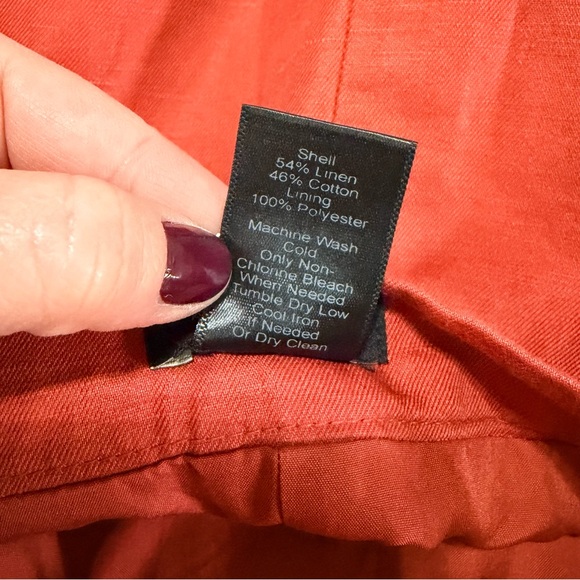 Shell
54% Linen
46% Cotton
Lining
100% Polyester
Machine Wash
Cold
Only Non-
Chlorine Bleach
When Needed
Tumble Dry Low
Cool Iron
If Needed
Or Dry Clean